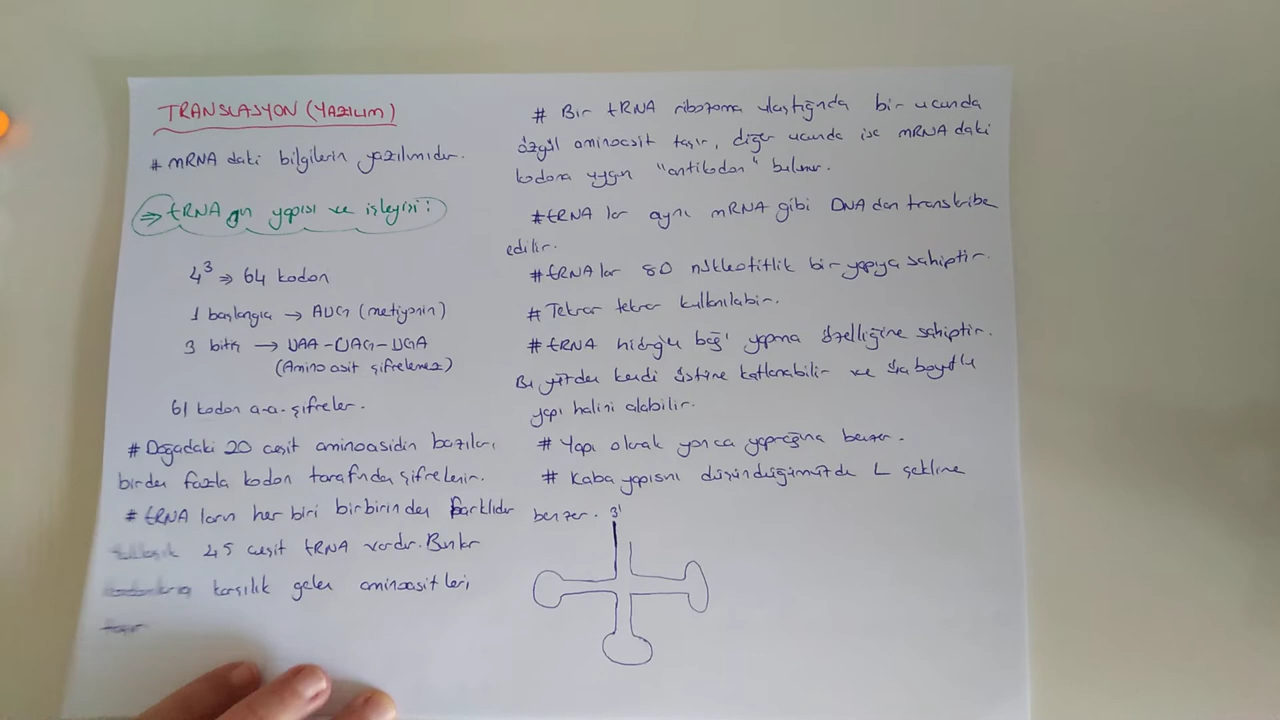 TRANSLASYON (YAZILIM)
# mRNA daki bilgilerin yazılımıdır.
⇒ tRNA nın yapısı ve işleyişi:
4³ ⇒ 64 kodon
1 başlangıç → AUG (metiyonin)
3 bitiş → UAA-UAG-UGA
(Amino asit şifrelemez)
61 kodon a.a. şifreler.
# Doğadaki 20 çeşit aminoasidin bazıları
birden fazla kodon tarafından şifrelenir.
# tRNA ların her biri birbirinden farklıdır
45 çeşit tRNA vardır. Bunlar
karşılık gelen aminoasitleri
taşır
# Bir tRNA ribozoma ulaştığında bir ucunda
özgül aminoasit taşır, diğer ucunda ise mRNA daki
kodona uygun "antikodon" bulunur.
# tRNA lar aynı mRNA gibi DNA dan transkribe
edilir.
# tRNA lar 80 nükleotitlik bir yapıya sahiptir.
# Tekrar tekrar kullanılabilir.
# tRNA hidrojen bağı yapma özelliğine sahiptir.
Bu yüzden kendi üstüne katlanabilir ve üç boyutlu
yapı halini alabilir.
# Yapı olarak yonca yaprağına benzer.
# Kaba yapısını düşündüğümüzde L şekline
benzer.
3'